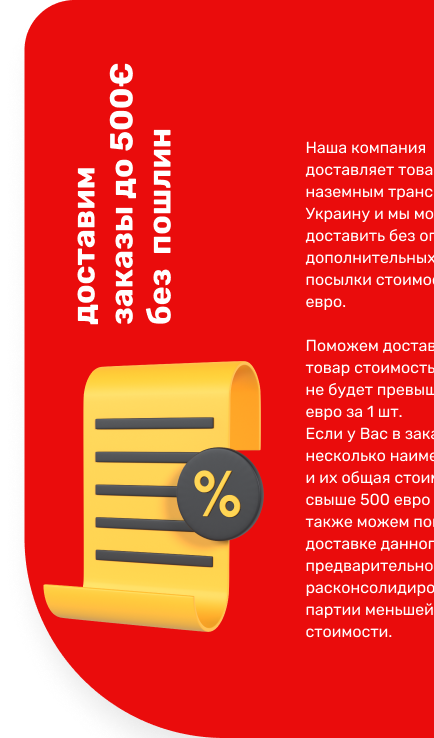 доставим
заказы до 500€
без пошлин
Наша компания
доставляет това
наземным транс
Украину и мы мо
доставить без оп
дополнительных
посылки стоимос
евро.
Поможем достав
товар стоимость
не будет превыш
евро за 1 шт.
Если у Вас в зака
несколько наиме
и их общая стоим
свыше 500 евро
также можем пом
доставке данног
предварительно
расконсолидиро
партии меньшей
стоимости.
%